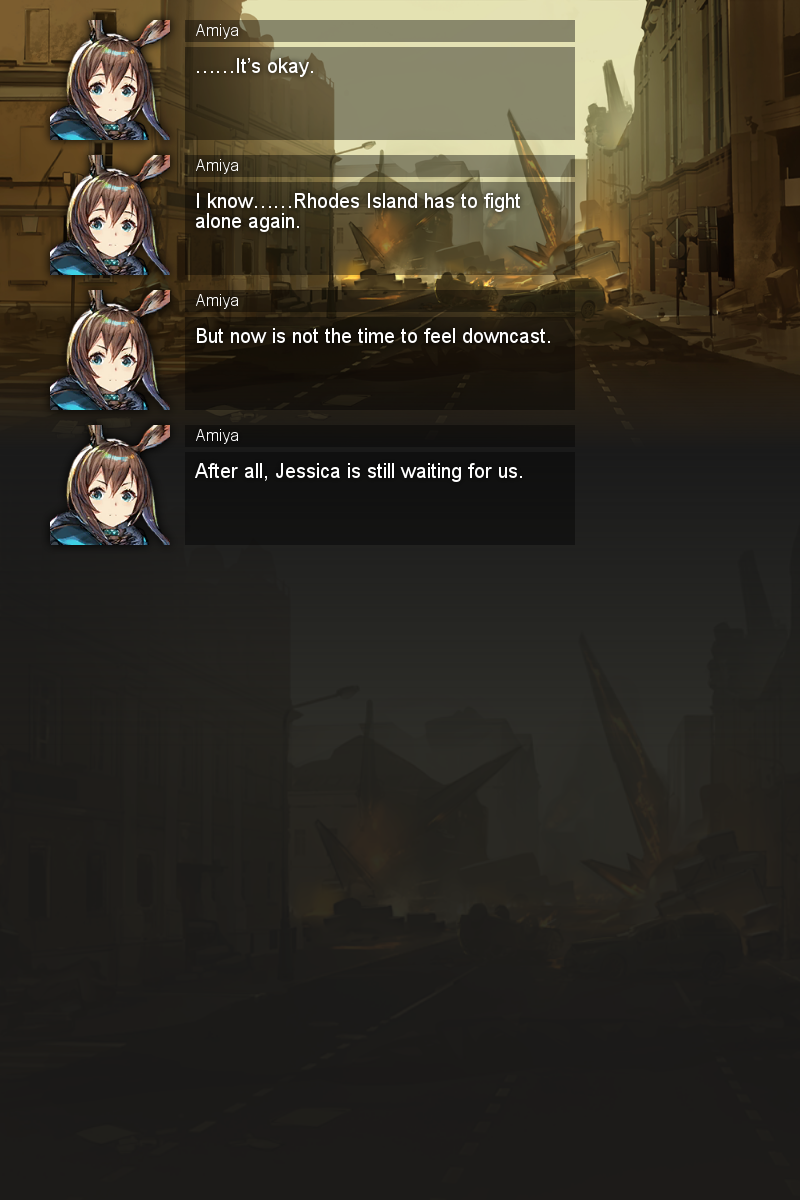 Amiya
……It's okay.
Amiya
I know……Rhodes Island has to fight
alone again.
Amiya
But now is not the time to feel downcast.
Amiya
After all, Jessica is still waiting for us.